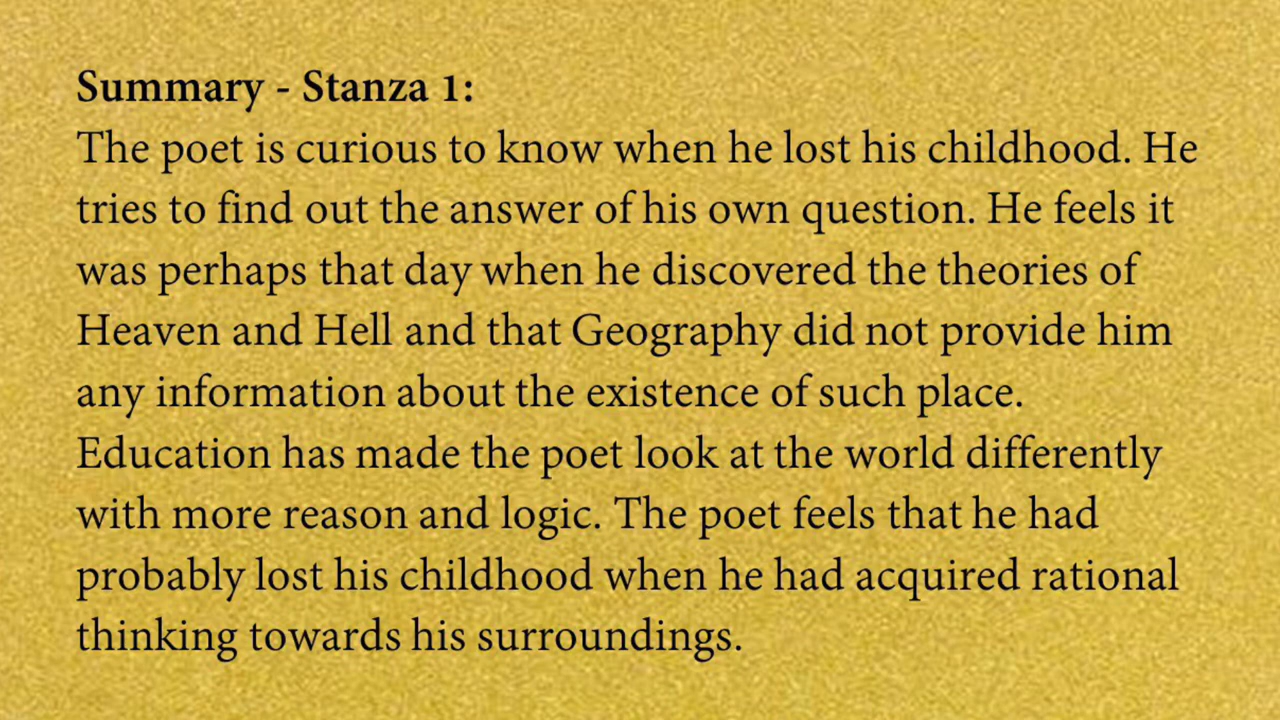 Summary - Stanza 1:
The poet is curious to know when he lost his childhood. He
tries to find out the answer of his own question. He feels it
was perhaps that day when he discovered the theories of
Heaven and Hell and that Geography did not provide him
any information about the existence of such place.
Education has made the poet look at the world differently
with more reason and logic. The poet feels that he had
probably lost his childhood when he had acquired rational
thinking towards his surroundings.